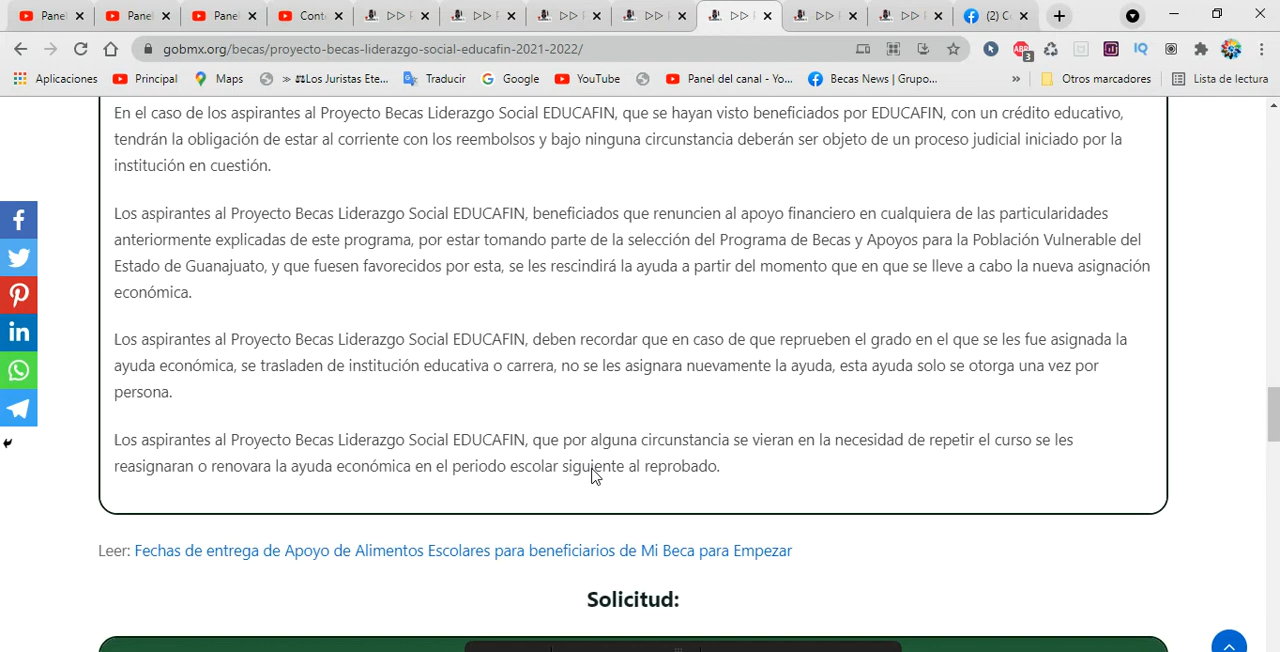 Panel
Panel
Panel
Cont
▷▷ F
▷▷ F
▷▷ F
▷▷ F
▷▷ F
▷▷ F
▷▷ F
(2) C
gobmx.org/becas/proyecto-becas-liderazgo-social-educafin-2021-2022/
ABP
3
IQ
Aplicaciones
Principal
Maps
» ⚖Los Juristas Ete...
Traducir
Google
YouTube
Panel del canal - Yo...
Becas News | Grupo...
»
Otros marcadores
Lista de lectura
En el caso de los aspirantes al Proyecto Becas Liderazgo Social EDUCAFIN, que se hayan visto beneficiados por EDUCAFIN, con un crédito educativo,
tendrán la obligación de estar al corriente con los reembolsos y bajo ninguna circunstancia deberán ser objeto de un proceso judicial iniciado por la
institución en cuestión.
Los aspirantes al Proyecto Becas Liderazgo Social EDUCAFIN, beneficiados que renuncien al apoyo financiero en cualquiera de las particularidades
anteriormente explicadas de este programa, por estar tomando parte de la selección del Programa de Becas y Apoyos para la Población Vulnerable del
Estado de Guanajuato, y que fuesen favorecidos por esta, se les rescindirá la ayuda a partir del momento que en que se lleve a cabo la nueva asignación
económica.
Los aspirantes al Proyecto Becas Liderazgo Social EDUCAFIN, deben recordar que en caso de que reprueben el grado en el que se les fue asignada la
ayuda económica, se trasladen de institución educativa o carrera, no se les asignara nuevamente la ayuda, esta ayuda solo se otorga una vez por
persona.
Los aspirantes al Proyecto Becas Liderazgo Social EDUCAFIN, que por alguna circunstancia se vieran en la necesidad de repetir el curso se les
reasignaran o renovara la ayuda económica en el periodo escolar siguiente al reprobado.
Leer: Fechas de entrega de Apoyo de Alimentos Escolares para beneficiarios de Mi Beca para Empezar
Solicitud: